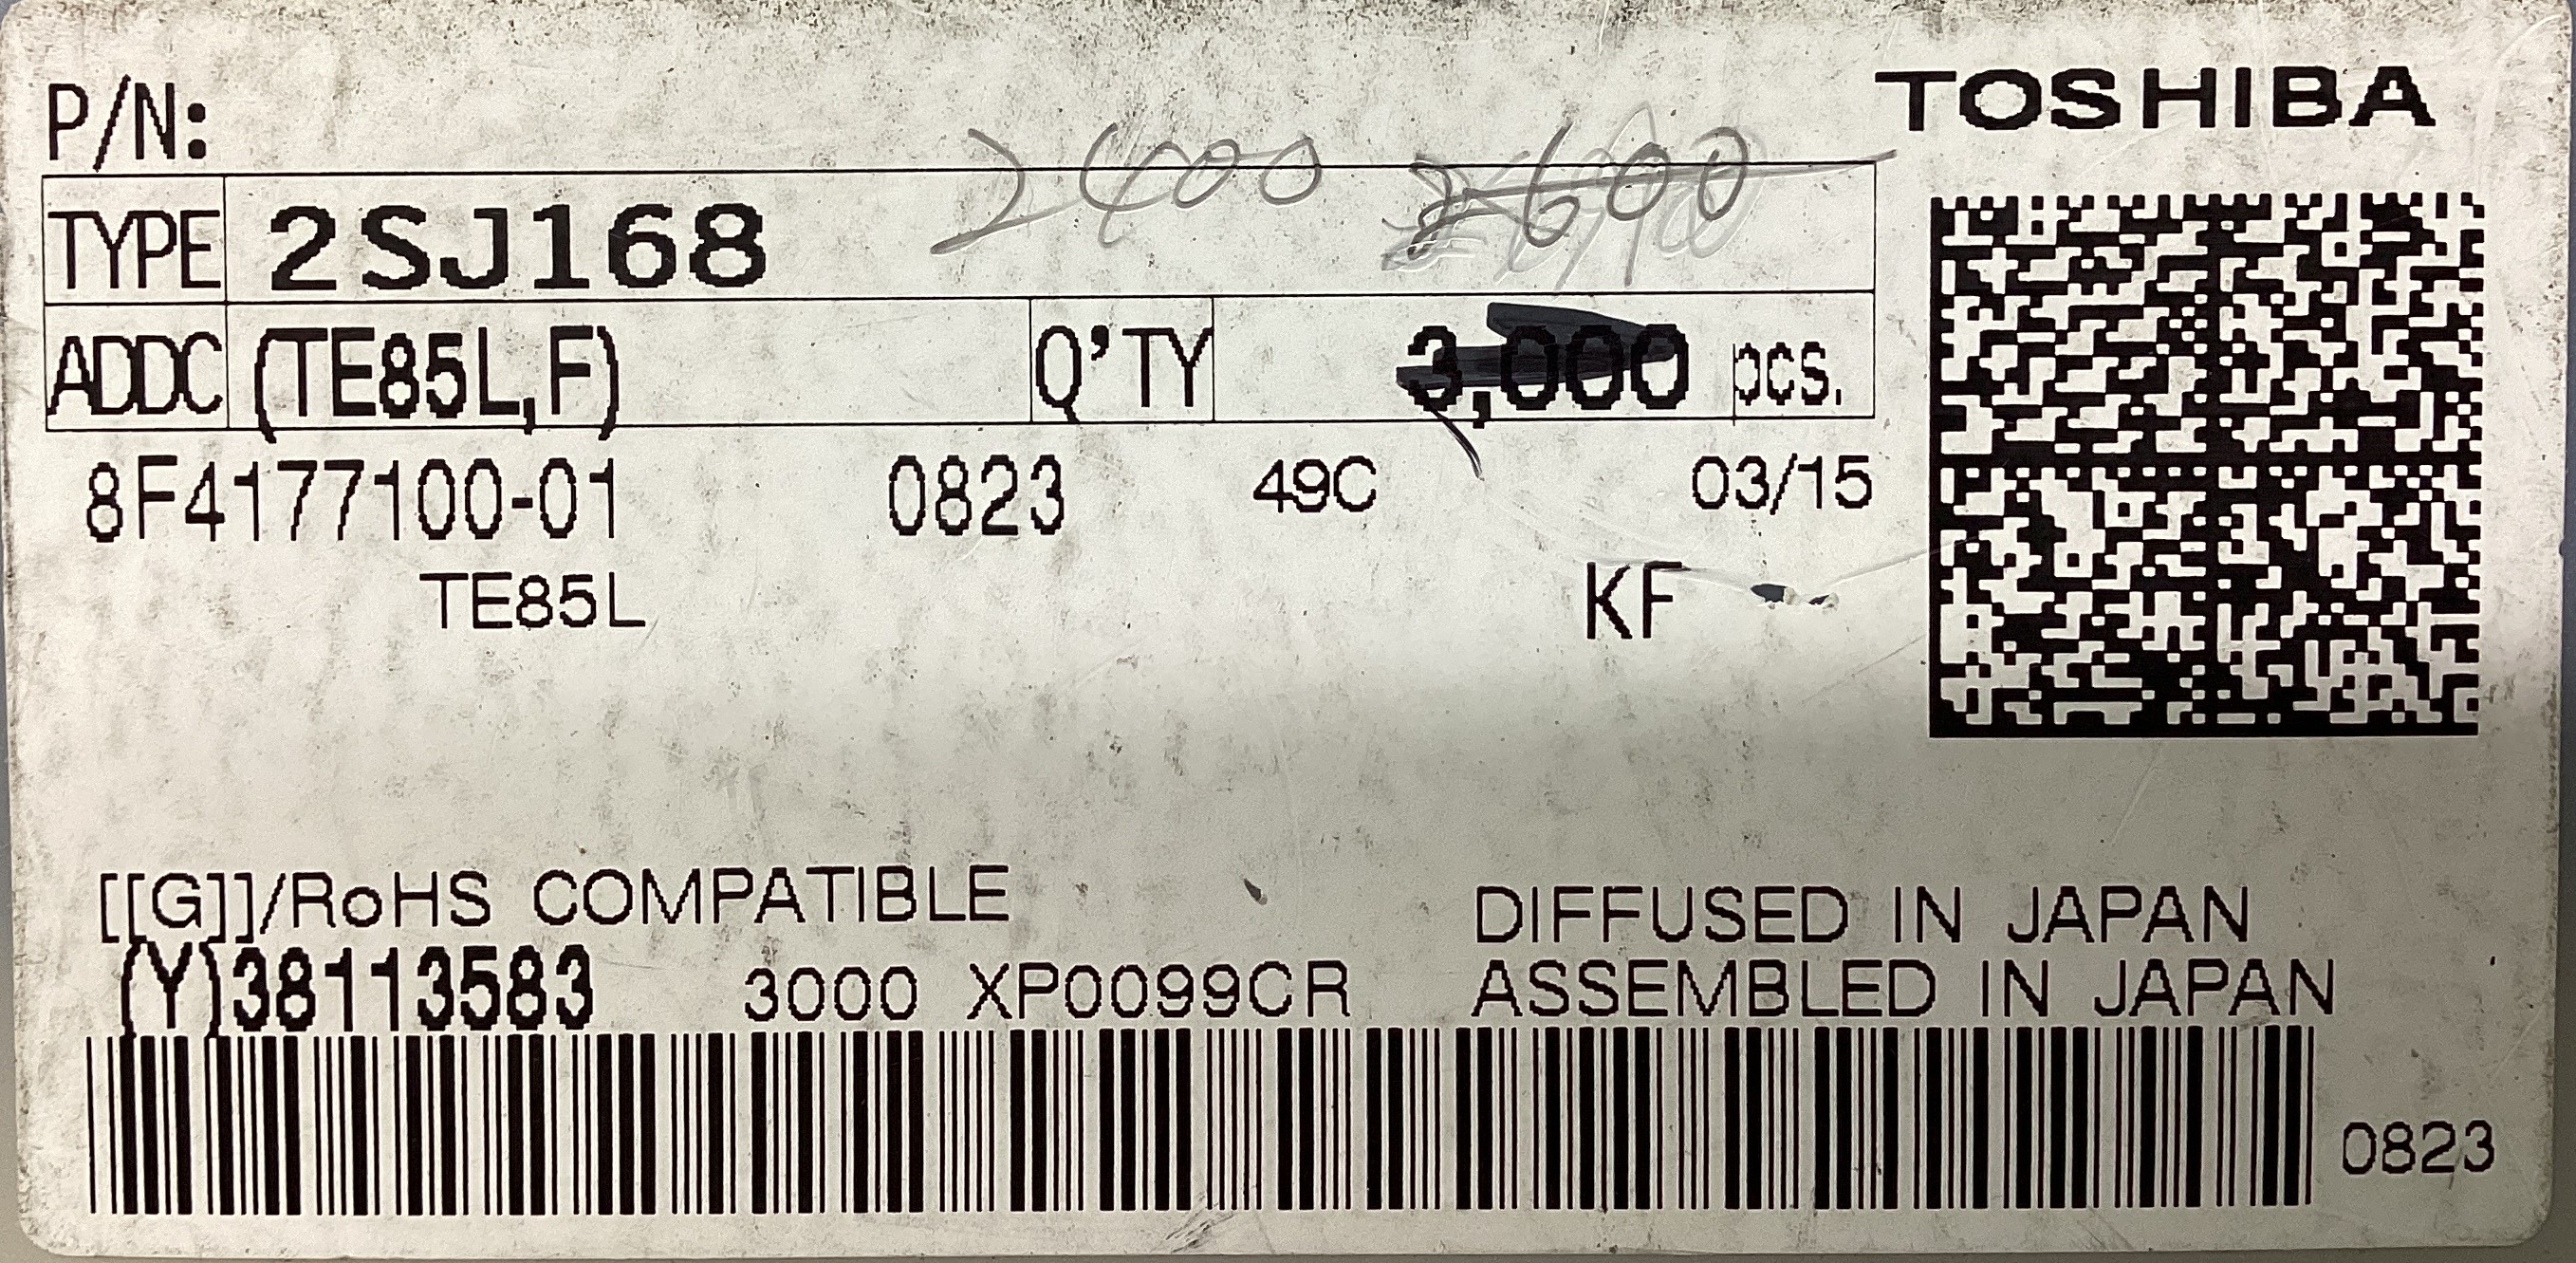 P/N:
TOSHIBA
2400 2600
TYPE 2SJ168
ADDC (TE85L,F) Q'TY 3,000 pcs.
8F4177100-01 0823 49C 03/15
TE85L KF
[[G]]/RoHS COMPATIBLE DIFFUSED IN JAPAN
(Y)38113583 3000 XP0099CR ASSEMBLED IN JAPAN
0823